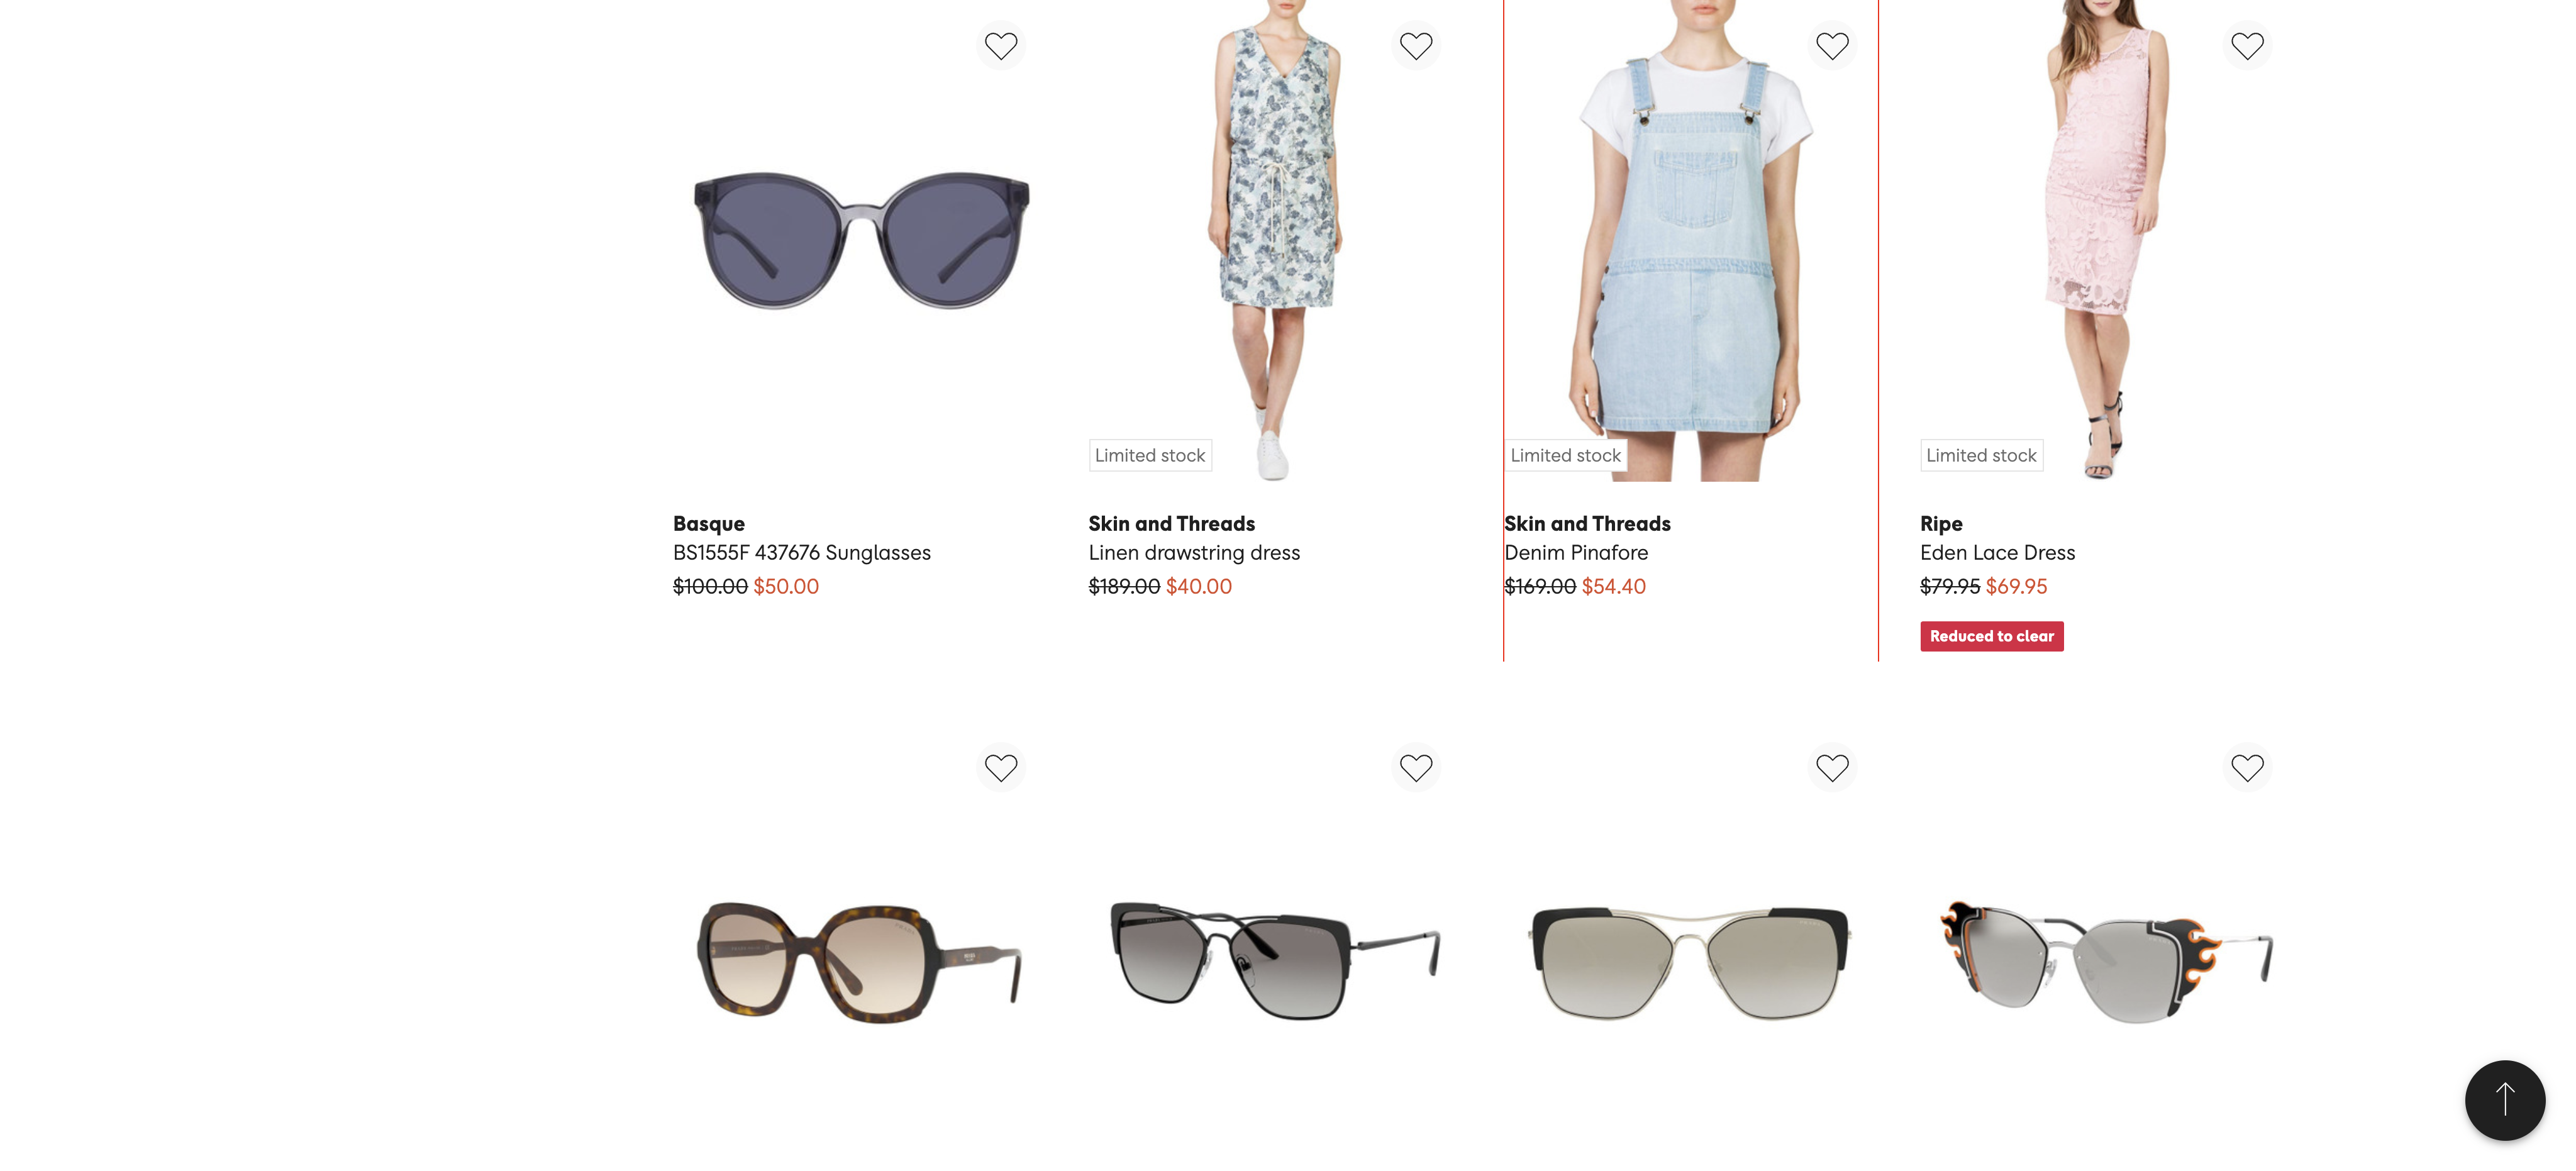 Limited stock
Limited stock
Limited stock
Basque
BS1555F 437676 Sunglasses
$100.00 $50.00
Skin and Threads
Linen drawstring dress
$189.00 $40.00
Skin and Threads
Denim Pinafore
$169.00 $54.40
Ripe
Eden Lace Dress
$79.95 $69.95
Reduced to clear